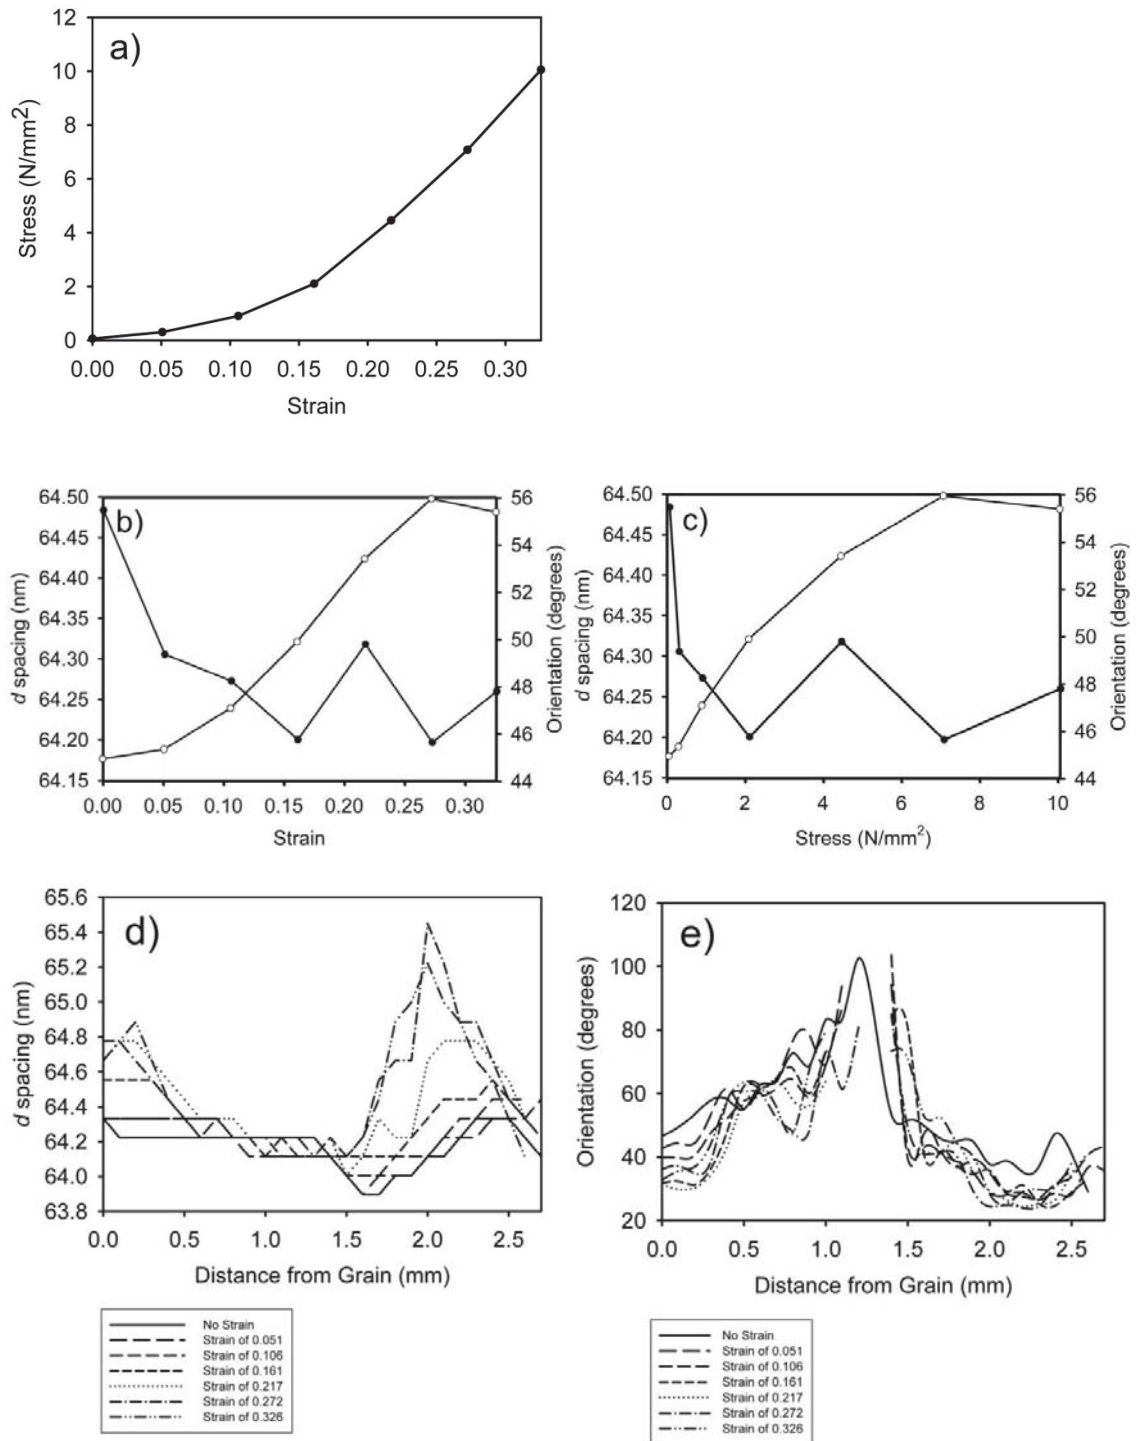 a)
12
10
8
6
4
2
0
Stress (N/mm²)
0.00 0.05 0.10 0.15 0.20 0.25 0.30
Strain
b)
64.50
64.45
64.40
64.35
64.30
64.25
64.20
64.15
d spacing (nm)
56
54
52
50
48
46
44
Orientation (degrees)
0.00 0.05 0.10 0.15 0.20 0.25 0.30
Strain
c)
64.50
64.45
64.40
64.35
64.30
64.25
64.20
64.15
d spacing (nm)
56
54
52
50
48
46
44
Orientation (degrees)
0 2 4 6 8 10
Stress (N/mm²)
d)
65.6
65.4
65.2
65.0
64.8
64.6
64.4
64.2
64.0
63.8
d spacing (nm)
0.0 0.5 1.0 1.5 2.0 2.5
Distance from Grain (mm)
No Strain
Strain of 0.051
Strain of 0.106
Strain of 0.161
Strain of 0.217
Strain of 0.272
Strain of 0.326
e)
120
100
80
60
40
20
Orientation (degrees)
0.0 0.5 1.0 1.5 2.0 2.5
Distance from Grain (mm)
No Strain
Strain of 0.051
Strain of 0.106
Strain of 0.161
Strain of 0.217
Strain of 0.272
Strain of 0.326